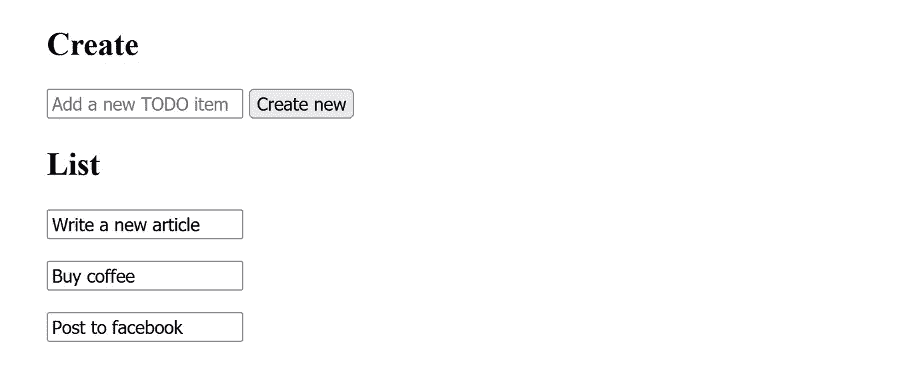 Create
Add a new TODO item Create new
List
Write a new article
Buy coffee
Post to facebook